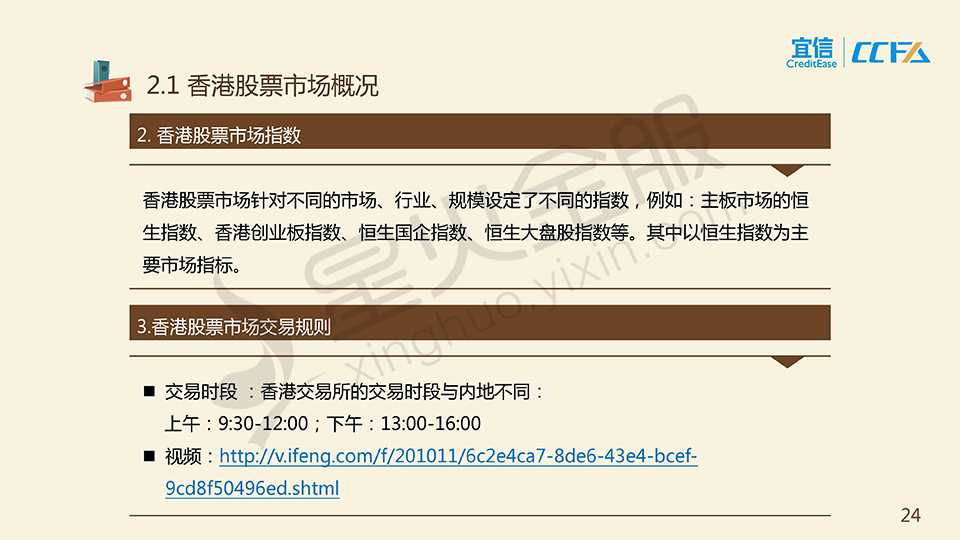 宜信
CreditEase
CCFA
2.1 香港股票市场概况
2. 香港股票市场指数
香港股票市场针对不同的市场、行业、规模设定了不同的指数，例如：主板市场的恒
生指数、香港创业板指数、恒生国企指数、恒生大盘股指数等。其中以恒生指数为主
要市场指标。
3.香港股票市场交易规则
■ 交易时段 ：香港交易所的交易时段与内地不同：
上午：9:30-12:00；下午：13:00-16:00
■ 视频：http://v.ifeng.com/f/201011/6c2e4ca7-8de6-43e4-bcef-
9cd8f50496ed.shtml
星火金服
xinghuo.yixin.com
24